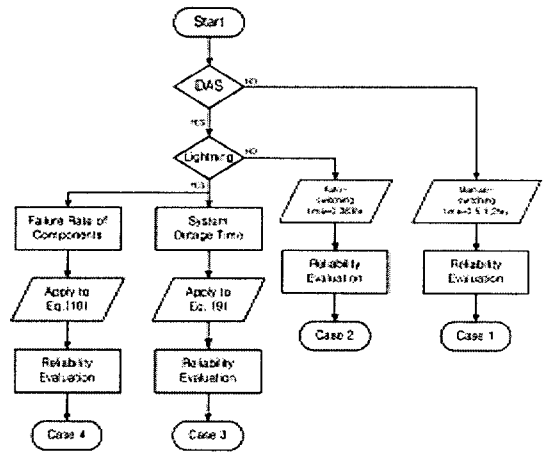 Start
DAS
NO
YES
Lightning
NO
YES
Failure Rate of
Components
System
Outage Time
switching
switching
Apply to
Eq.(10)
Apply to
Eq. (9)
Reliability
Evaluation
Reliability
Evaluation
Reliability
Evaluation
Reliability
Evaluation
Case 4
Case 3
Case 2
Case 1